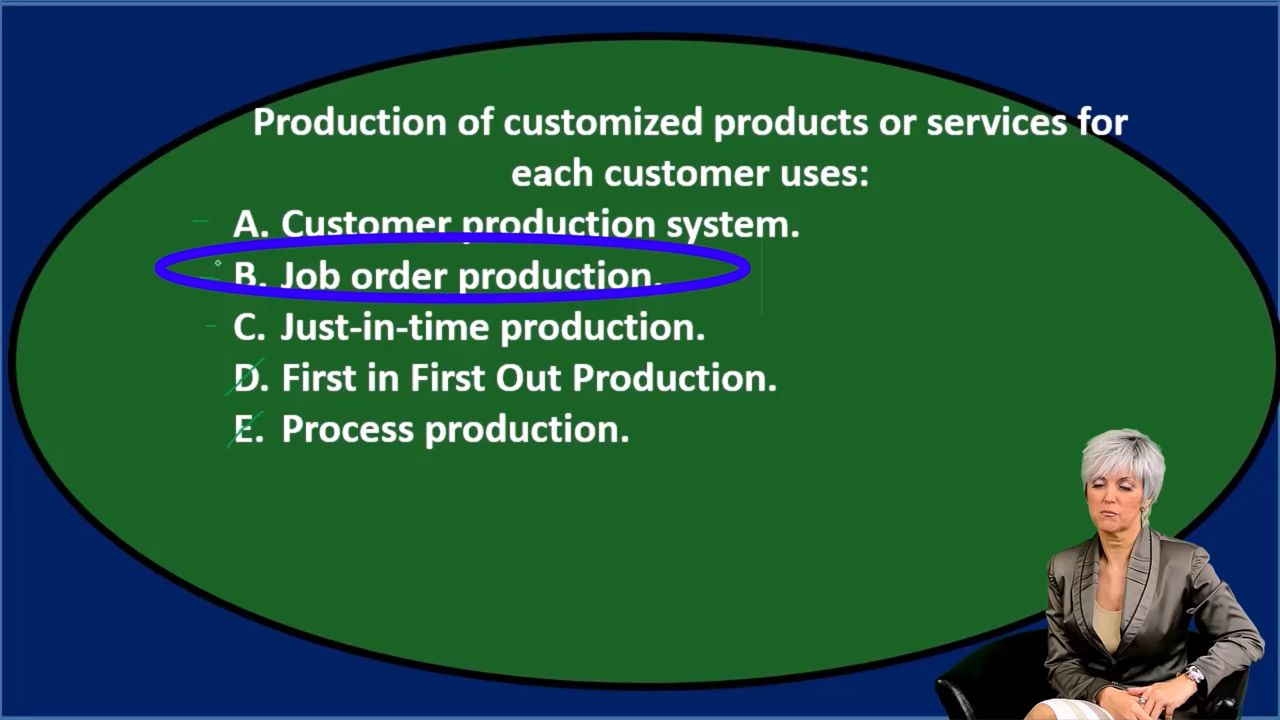 Production of customized products or services for
each customer uses:
A. Customer production system.
B. Job order production.
C. Just-in-time production.
D. First in First Out Production.
E. Process production.